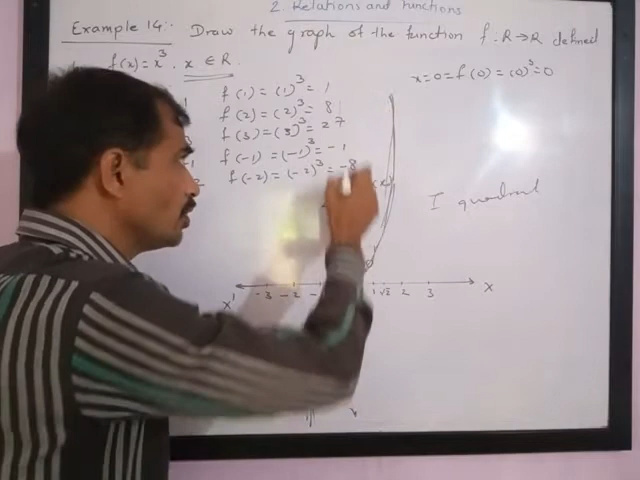 2. Relations and Functions
Example 14:- Draw the graph of the function f:R→R defined
f(x)=x³, x ∈ R.
x=0=f(0)=(0)³=0
f(1)=(1)³=1
f(2)=(2)³=8
f(3)=(3)³=27
f(-1)=(-1)³=-1
f(-2)=(-2)³=-8
I quadrant
X' -3 -2 1 √2 2 3 X